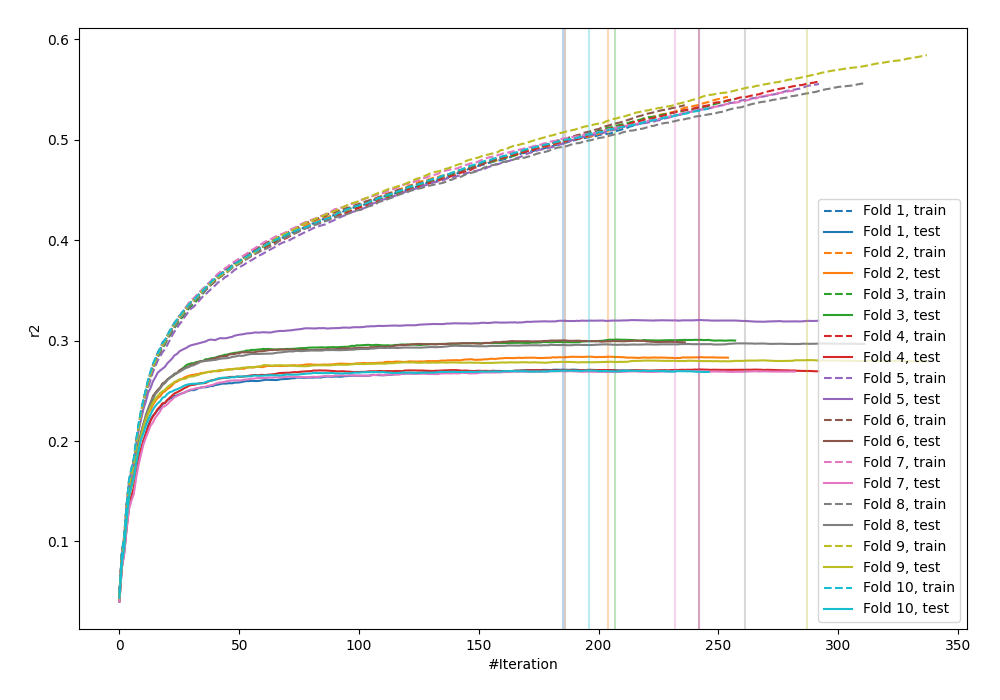 0.6
0.5
0.4
0.3
0.2
0.1
r2
0
50
100
150
200
250
300
350
#Iteration
Fold 1, train
Fold 1, test
Fold 2, train
Fold 2, test
Fold 3, train
Fold 3, test
Fold 4, train
Fold 4, test
Fold 5, train
Fold 5, test
Fold 6, train
Fold 6, test
Fold 7, train
Fold 7, test
Fold 8, train
Fold 8, test
Fold 9, train
Fold 9, test
Fold 10, train
Fold 10, test